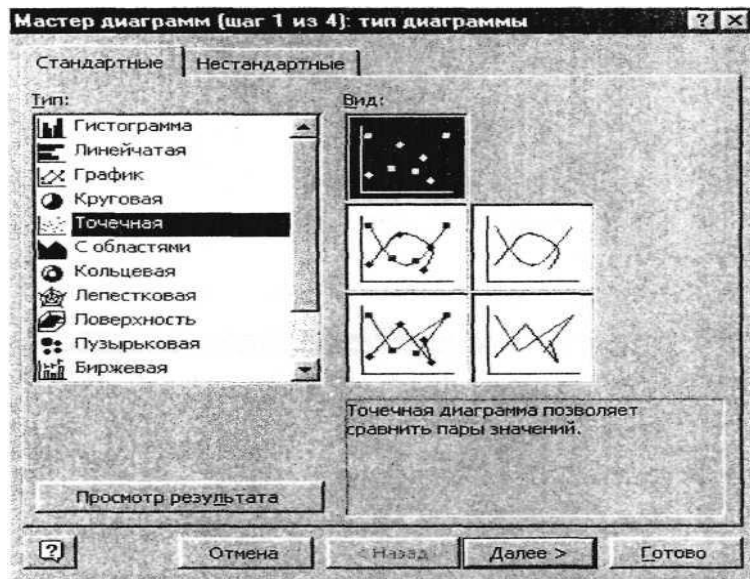 Мастер диаграмм (шаг 1 из 4): тип диаграммы
Стандартные
Нестандартные
Тип:
Гистограмма
Линейчатая
График
Круговая
Точечная
С областями
Кольцевая
Лепестковая
Поверхность
Пузырьковая
Биржевая
Вид:
Точечная диаграмма позволяет
сравнить пары значений.
Просмотр результата
Отмена
< Назад
Далее >
Готово